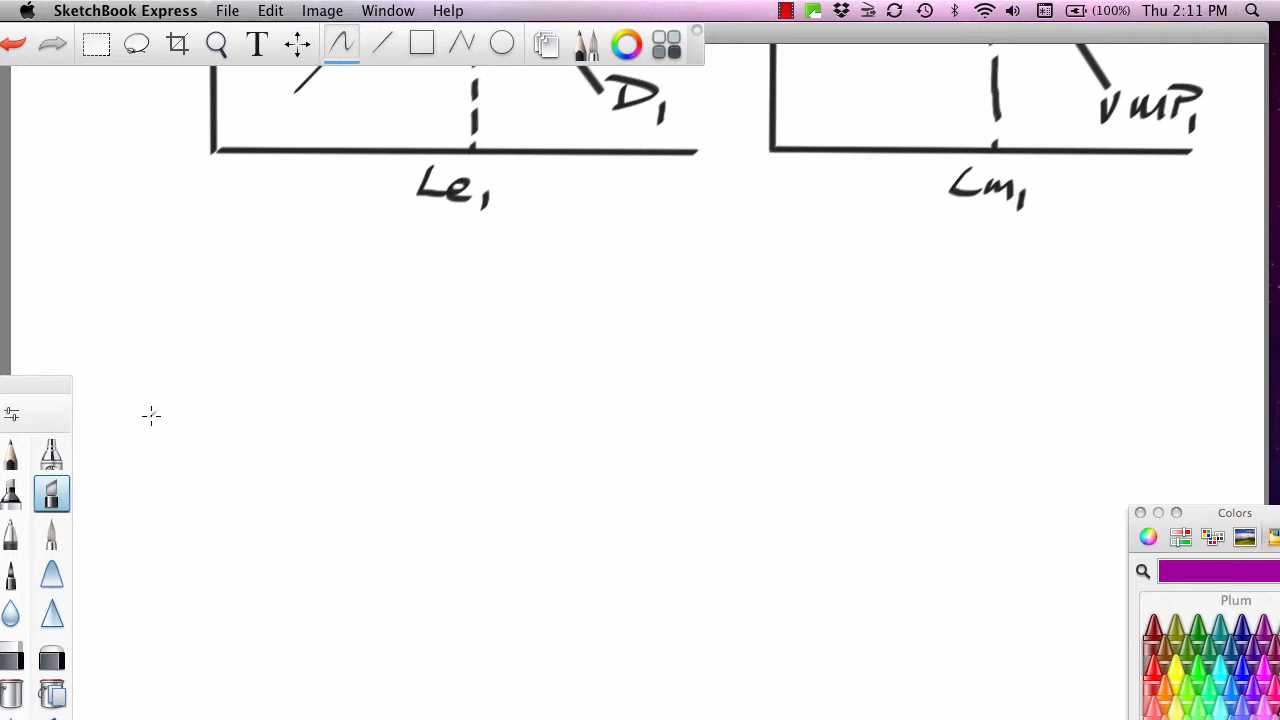 SketchBook Express File Edit Image Window Help (100%) Thu 2:11 PM
T
D1
VMP1
Le1
Lm1
Colors
Plum